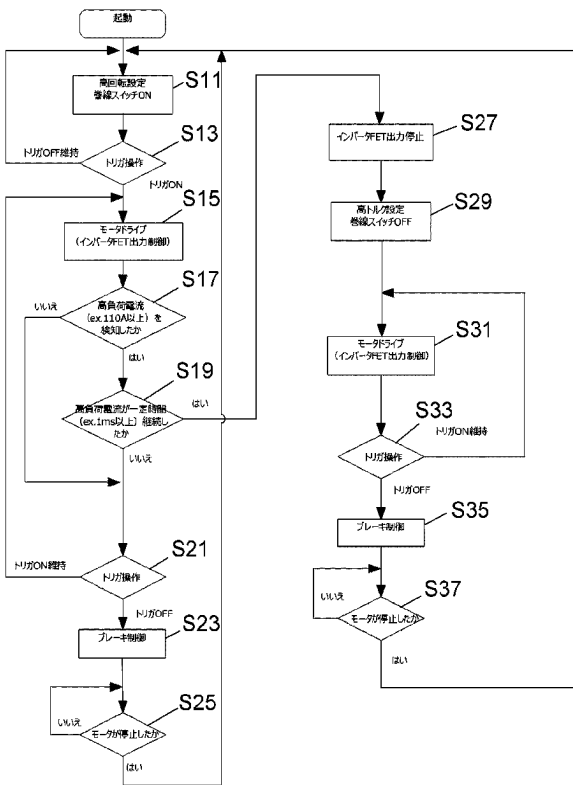 起動
S11
高回転設定
巻線スイッチON
S13
トリガOFF維持
トリガ操作
トリガON
S15
モータドライブ
（インバータFET出力制御）
S17
いいえ
高負荷電流
（ex.110A以上）を
検知したか
はい
S19
高負荷電流が一定時間
（ex.1ms以上）継続し
たか
はい
いいえ
S21
トリガON維持
トリガ操作
トリガOFF
S23
ブレーキ制御
S25
いいえ
モータが停止したか
はい
S27
インバータFET出力停止
S29
高トルク設定
巻線スイッチOFF
S31
モータドライブ
（インバータFET出力制御）
S33
トリガON維持
トリガ操作
トリガOFF
S35
ブレーキ制御
S37
いいえ
モータが停止したか
はい